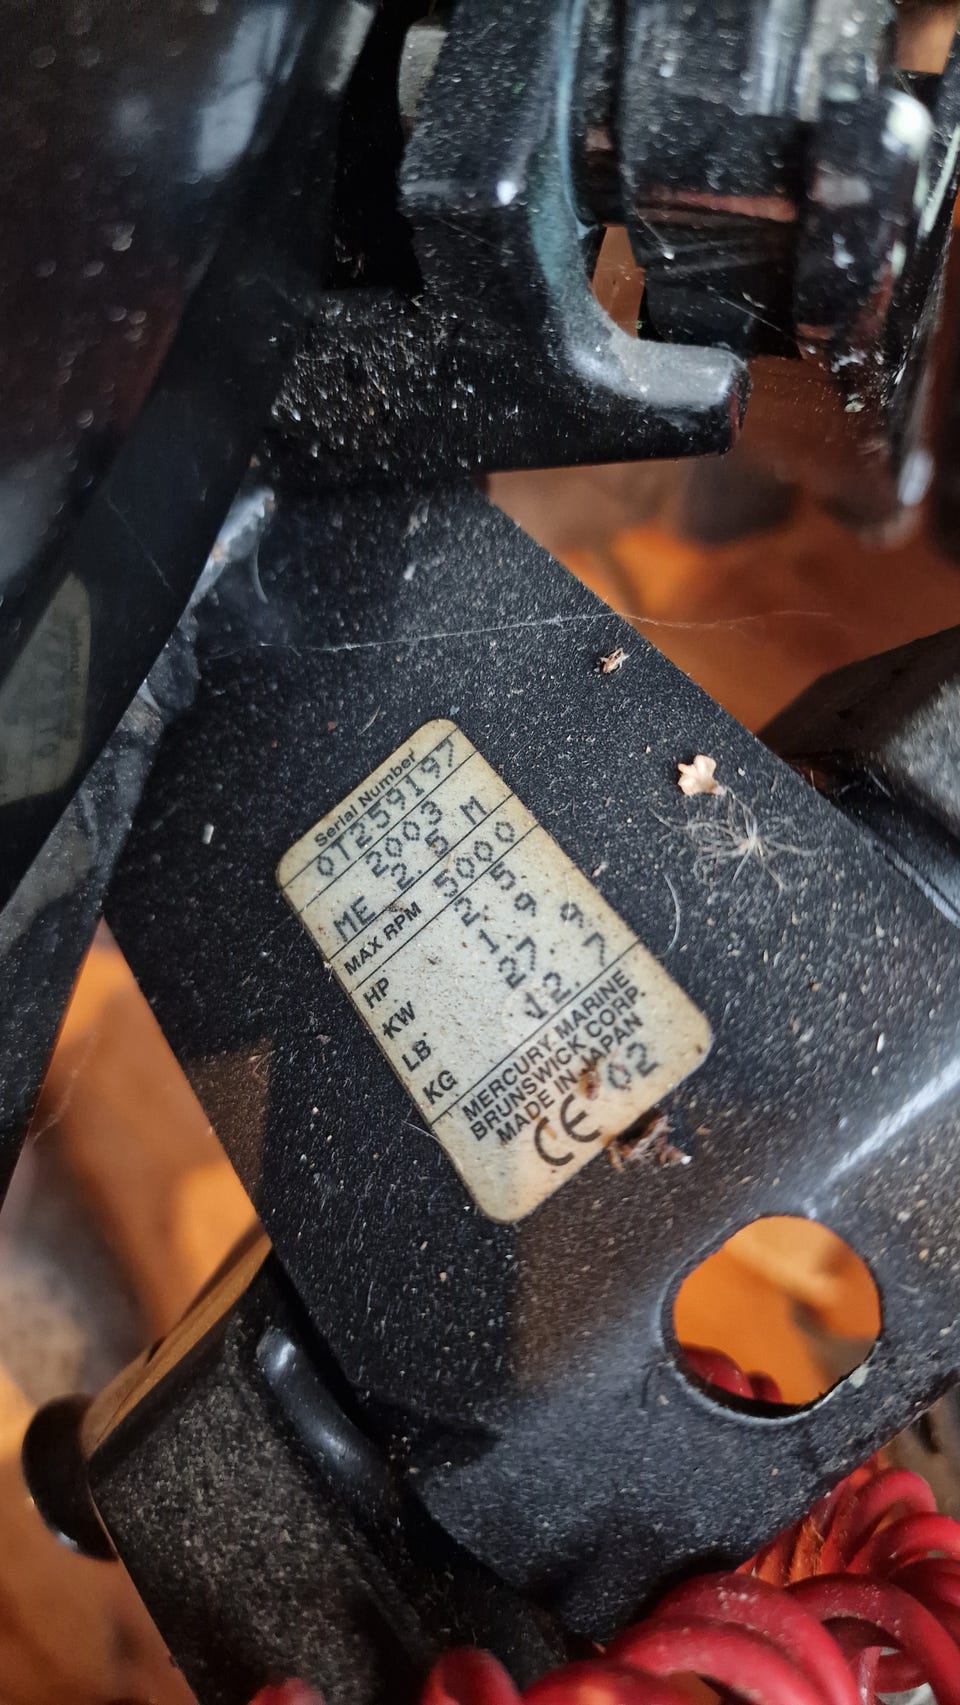 Serial Number
0T259197
2003
ME 2.5 M
MAX RPM 5000
HP 2.5
KW 1.9
LB 27.9
KG 12.7
MERCURY MARINE
BRUNSWICK CORP.
MADE IN JAPAN
CE 02